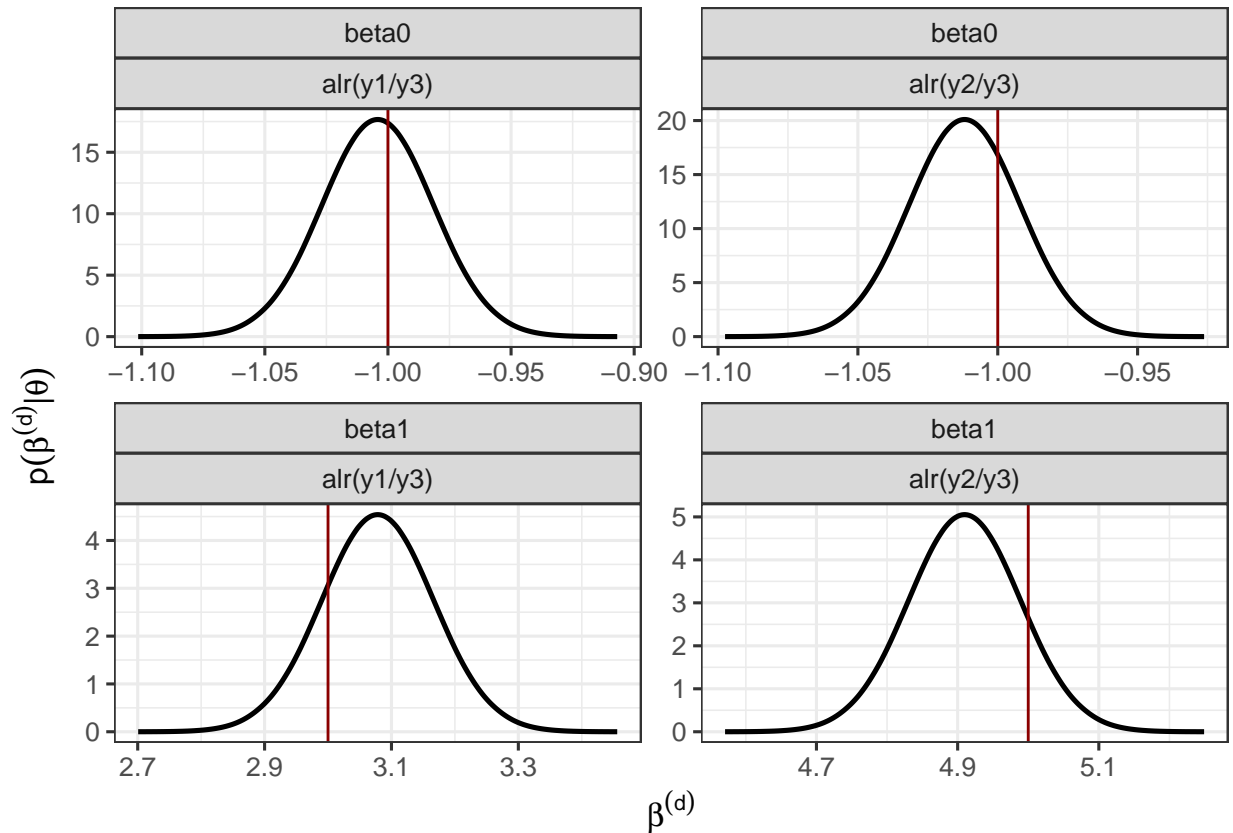 beta0
alr(y1/y3)
15
10
5
0
−1.10 −1.05 −1.00 −0.95 −0.90
beta0
alr(y2/y3)
20
15
10
5
0
−1.10 −1.05 −1.00 −0.95
beta1
alr(y1/y3)
4
3
2
1
0
2.7 2.9 3.1 3.3
beta1
alr(y2/y3)
5
4
3
2
1
0
4.7 4.9 5.1
p(β^(d)|θ)
β^(d)